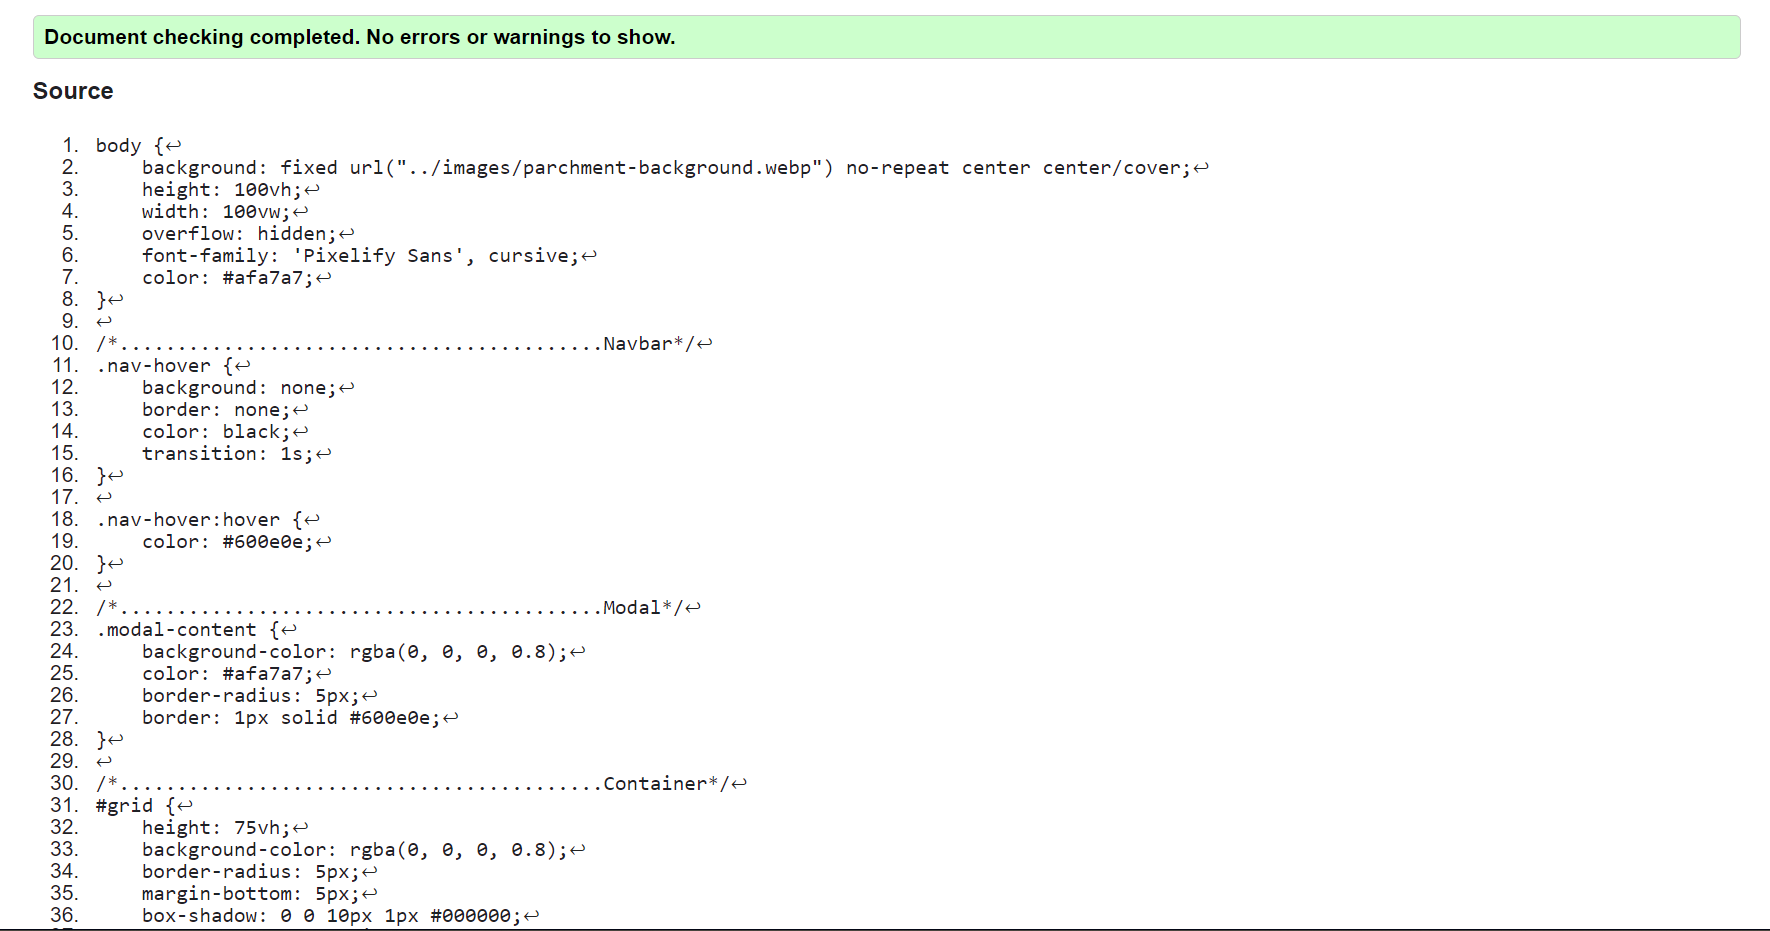 Document checking completed. No errors or warnings to show.
Source
1. body {↩
2.     background: fixed url("../images/parchment-background.webp") no-repeat center center/cover;↩
3.     height: 100vh;↩
4.     width: 100vw;↩
5.     overflow: hidden;↩
6.     font-family: 'Pixelify Sans', cursive;↩
7.     color: #afa7a7;↩
8. }↩
9. ↩
10. /*..........................................Navbar*/↩
11. .nav-hover {↩
12.     background: none;↩
13.     border: none;↩
14.     color: black;↩
15.     transition: 1s;↩
16. }↩
17. ↩
18. .nav-hover:hover {↩
19.     color: #600e0e;↩
20. }↩
21. ↩
22. /*..........................................Modal*/↩
23. .modal-content {↩
24.     background-color: rgba(0, 0, 0, 0.8);↩
25.     color: #afa7a7;↩
26.     border-radius: 5px;↩
27.     border: 1px solid #600e0e;↩
28. }↩
29. ↩
30. /*..........................................Container*/↩
31. #grid {↩
32.     height: 75vh;↩
33.     background-color: rgba(0, 0, 0, 0.8);↩
34.     border-radius: 5px;↩
35.     margin-bottom: 5px;↩
36.     box-shadow: 0 0 10px 1px #000000;↩